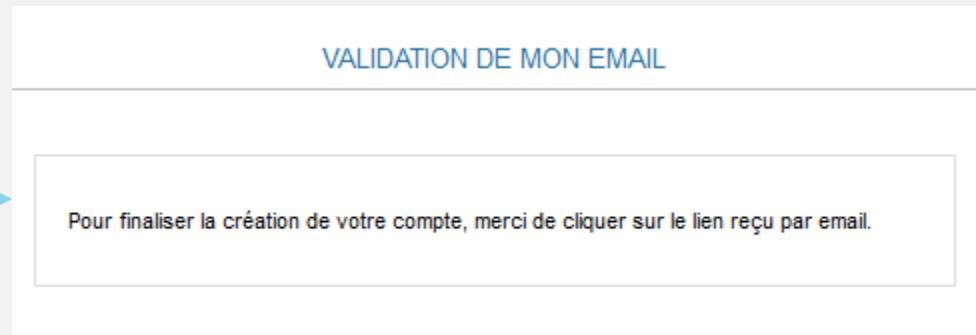 VALIDATION DE MON EMAIL
Pour finaliser la création de votre compte, merci de cliquer sur le lien reçu par email.